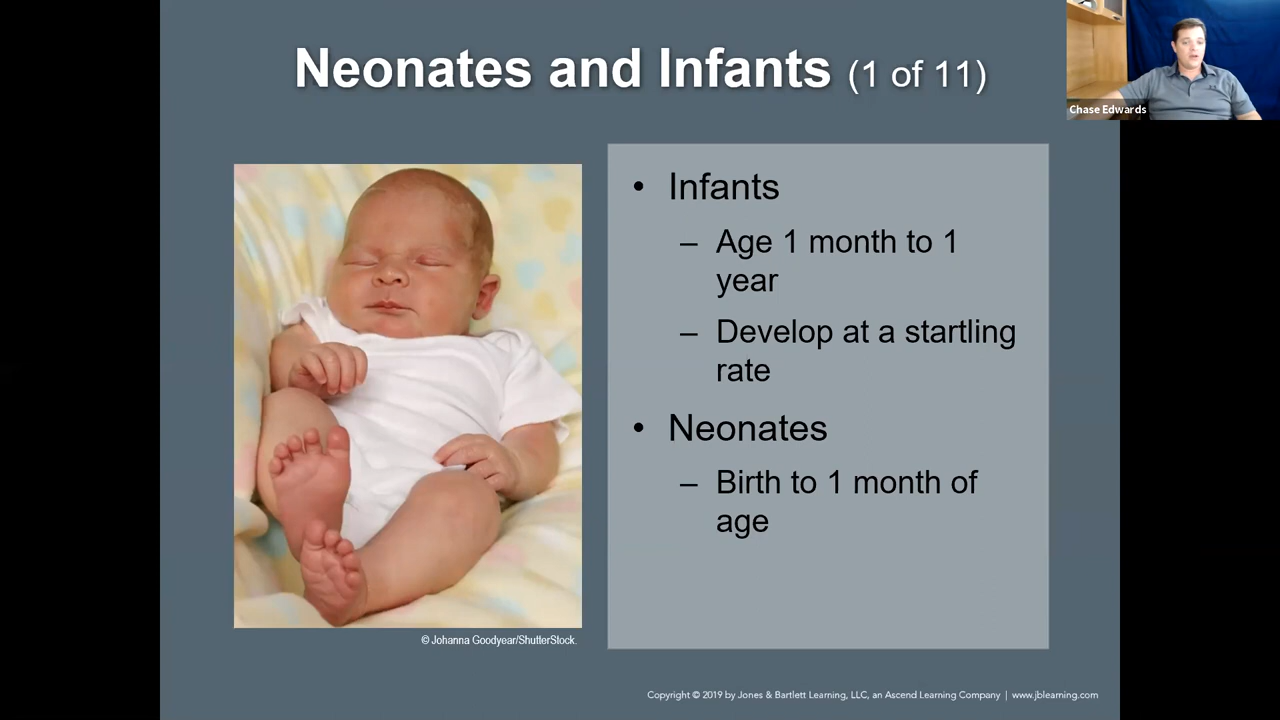 Neonates and Infants (1 of 11)
Chase Edwards
• Infants
– Age 1 month to 1
year
– Develop at a startling
rate
• Neonates
– Birth to 1 month of
age
© Johanna Goodyear/ShutterStock.
Copyright © 2019 by Jones & Bartlett Learning, LLC, an Ascend Learning Company | www.jblearning.com